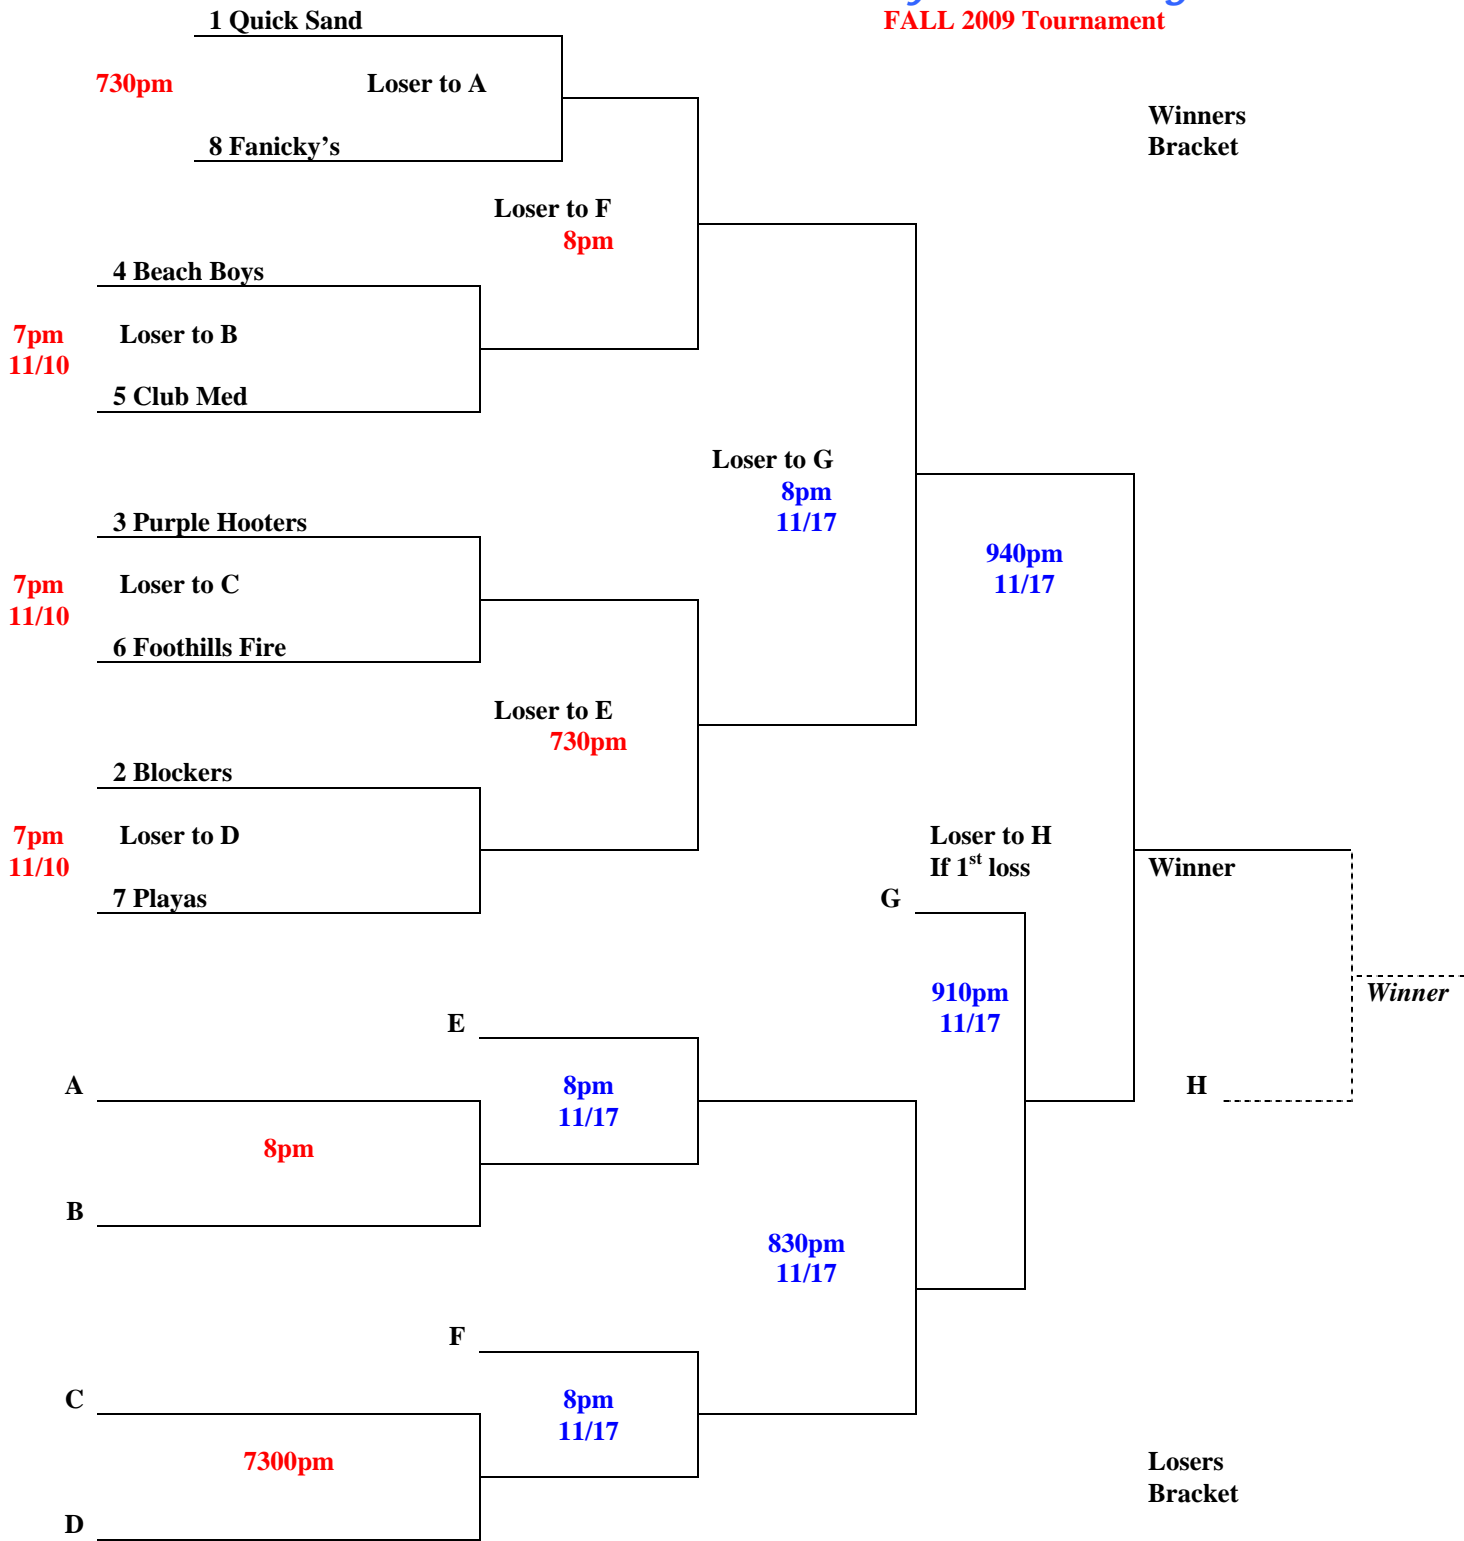 FALL 2009 Tournament
1 Quick Sand
730pm
Loser to A
Winners
Bracket
8 Fanicky’s
Loser to F
8pm
4 Beach Boys
7pm
11/10
Loser to B
5 Club Med
Loser to G
8pm
11/17
3 Purple Hooters
940pm
11/17
7pm
11/10
Loser to C
6 Foothills Fire
Loser to E
730pm
2 Blockers
7pm
11/10
Loser to D
Loser to H
If 1st loss
Winner
7 Playas
G
910pm
11/17
Winner
E
A
8pm
11/17
H
8pm
B
830pm
11/17
F
C
8pm
11/17
7300pm
Losers
Bracket
D